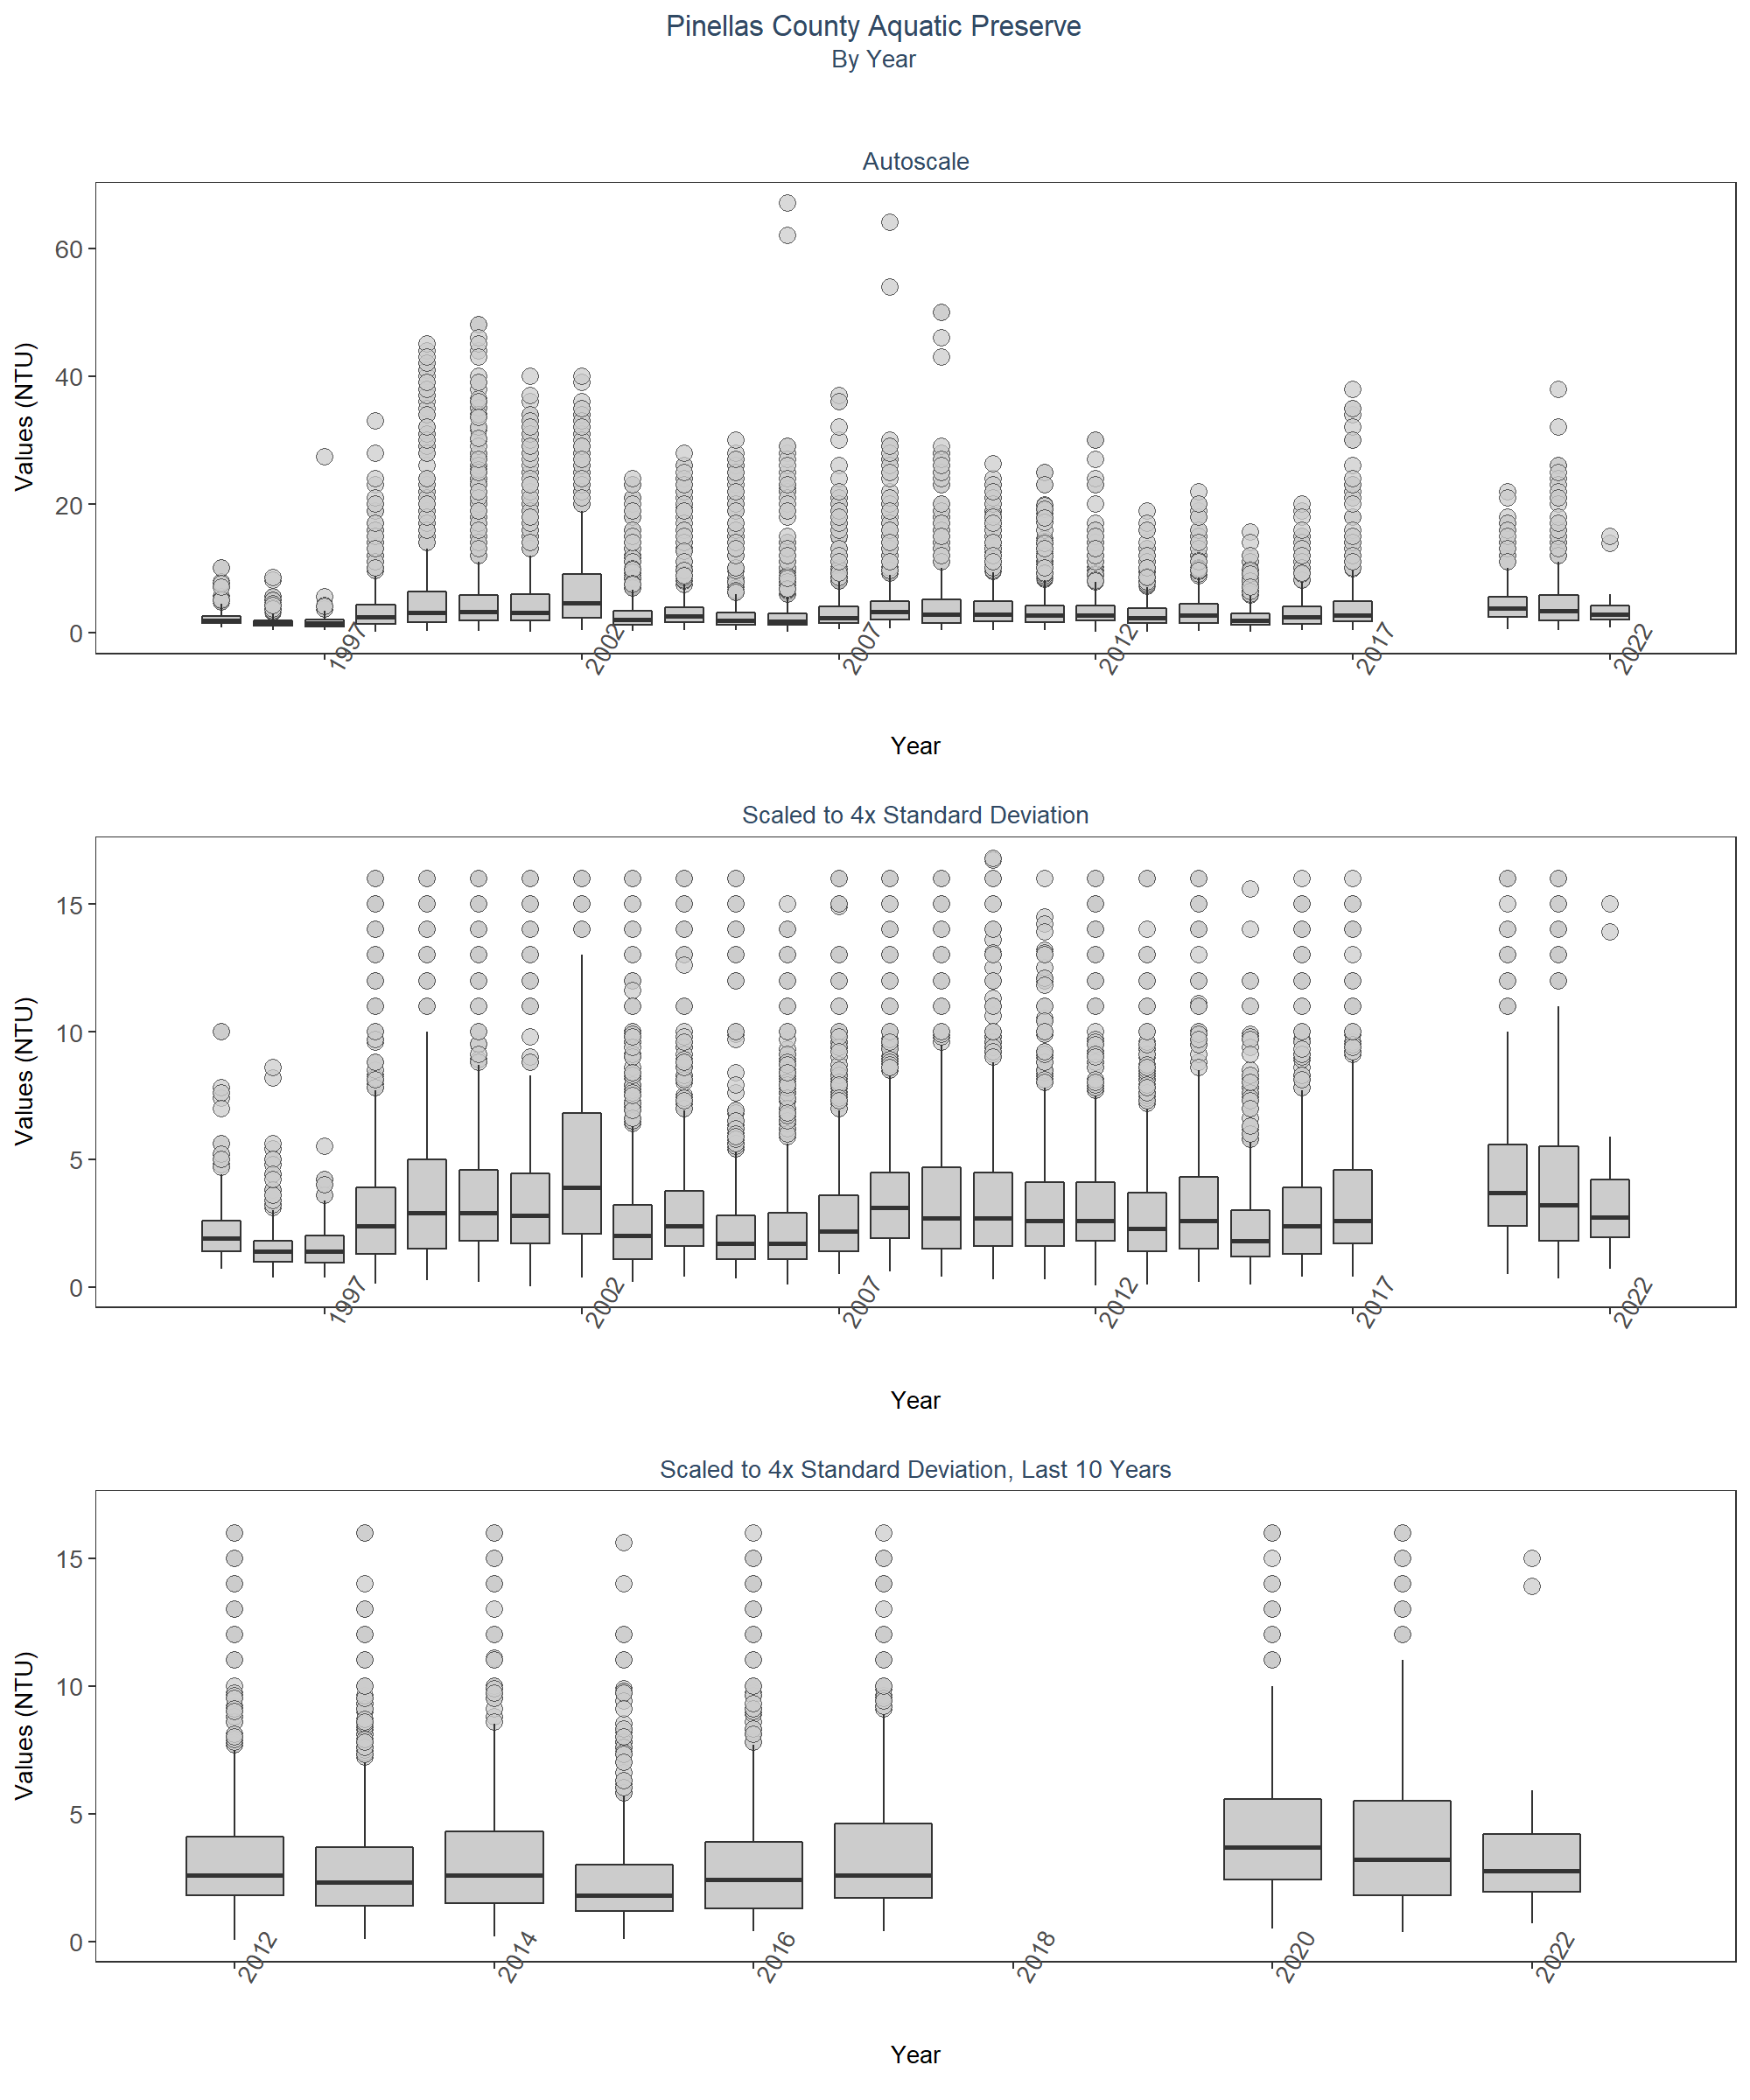 Pinellas County Aquatic Preserve
By Year
Autoscale
Values (NTU)
60
40
20
0
1997
2002
2007
2012
2017
2022
Year
Scaled to 4x Standard Deviation
Values (NTU)
15
10
5
0
1997
2002
2007
2012
2017
2022
Year
Scaled to 4x Standard Deviation, Last 10 Years
Values (NTU)
15
10
5
0
2012
2014
2016
2018
2020
2022
Year